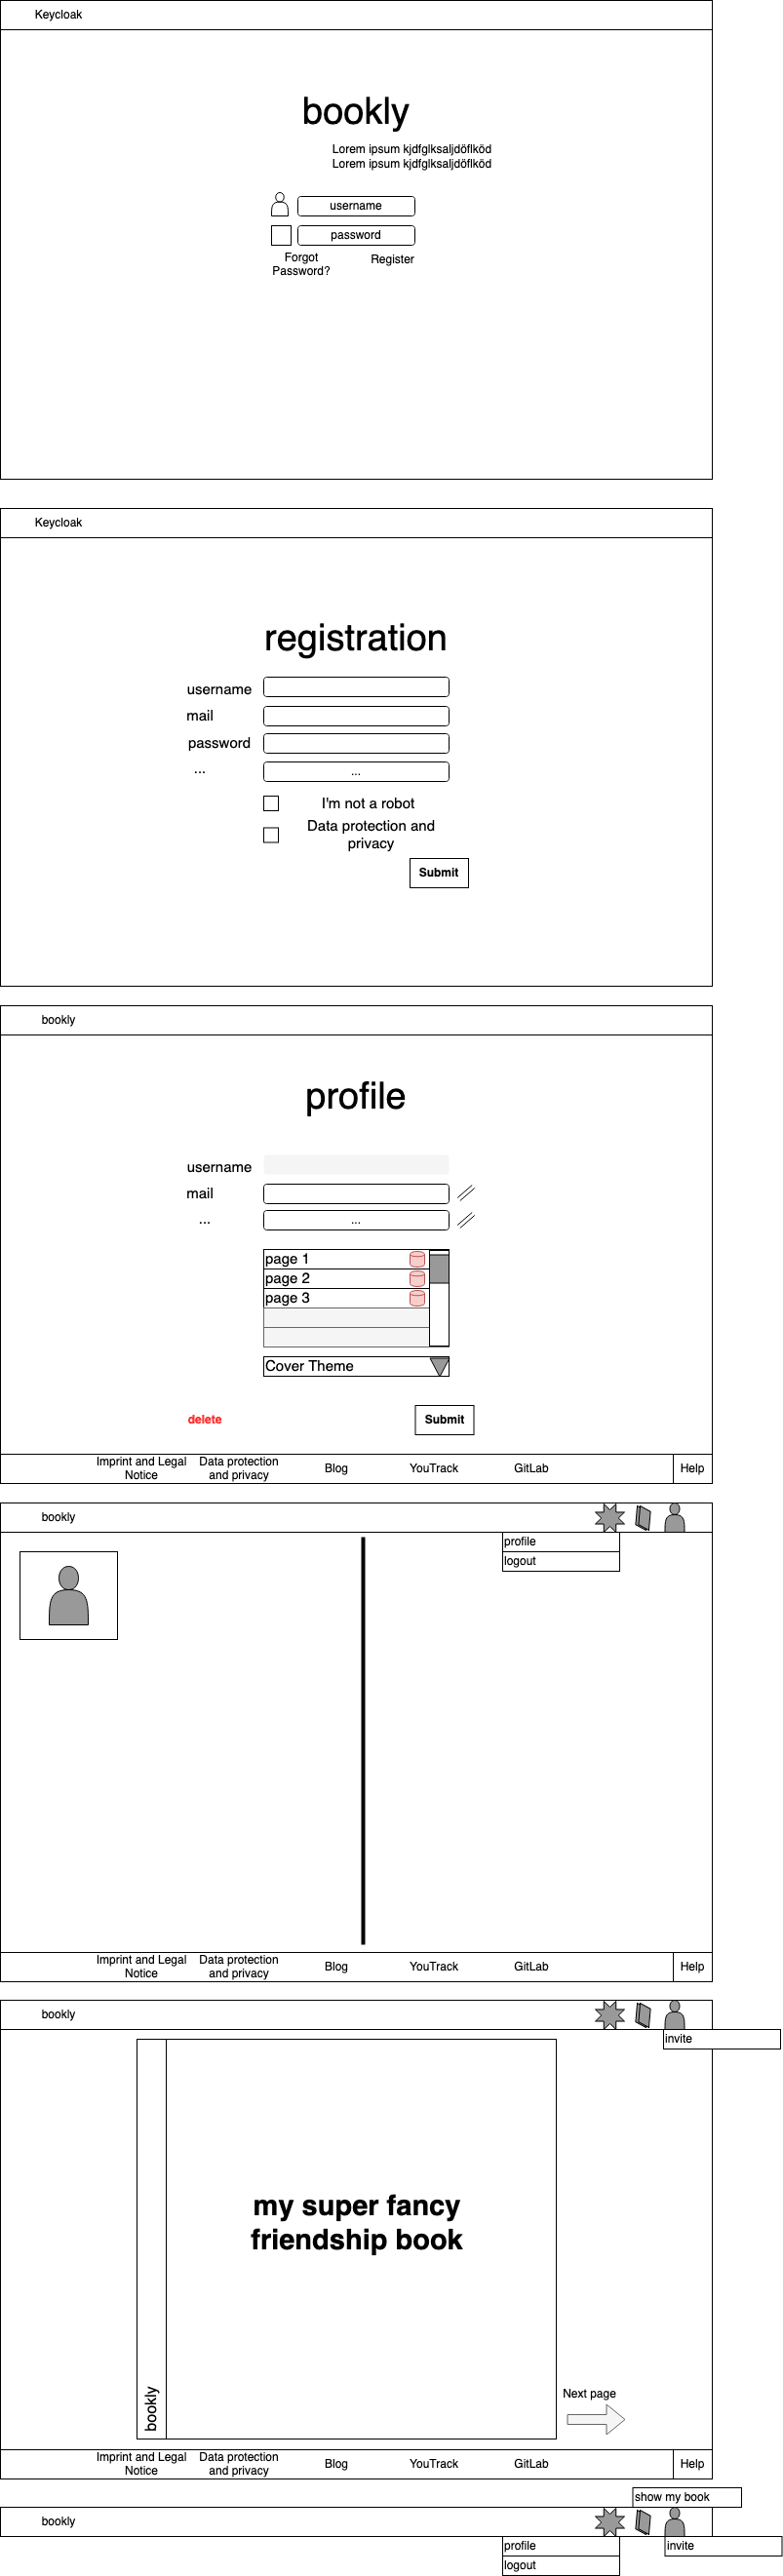 Keycloak
bookly
Lorem ipsum kjdfglksaljdöflköd
Lorem ipsum kjdfglksaljdöflköd
username
password
Forgot
Password?
Register
Keycloak
registration
username
mail
password
...
...
I'm not a robot
Data protection and
privacy
Submit
bookly
profile
username
mail
...
...
page 1
page 2
page 3
Cover Theme
delete
Submit
Imprint and Legal
Notice
Data protection
and privacy
Blog
YouTrack
GitLab
Help
bookly
profile
logout
Imprint and Legal
Notice
Data protection
and privacy
Blog
YouTrack
GitLab
Help
bookly
invite
my super fancy
friendship book
bookly
Next page
Imprint and Legal
Notice
Data protection
and privacy
Blog
YouTrack
GitLab
Help
show my book
bookly
profile
invite
logout